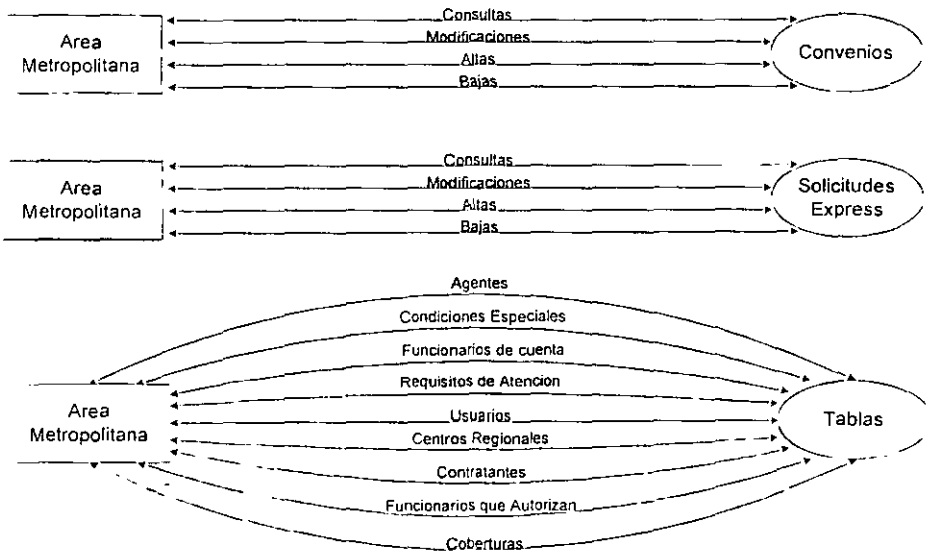 Consultas
Modificaciones
Altas
Bajas
Area
Metropolitana
Convenios
Consultas
Modificaciones
Altas
Bajas
Area
Metropolitana
Solicitudes
Express
Agentes
Condiciones Especiales
Funcionarios de cuenta
Requisitos de Atencion
Usuarios
Centros Regionales
Contratantes
Funcionarios que Autorizan
Coberturas
Area
Metropolitana
Tablas